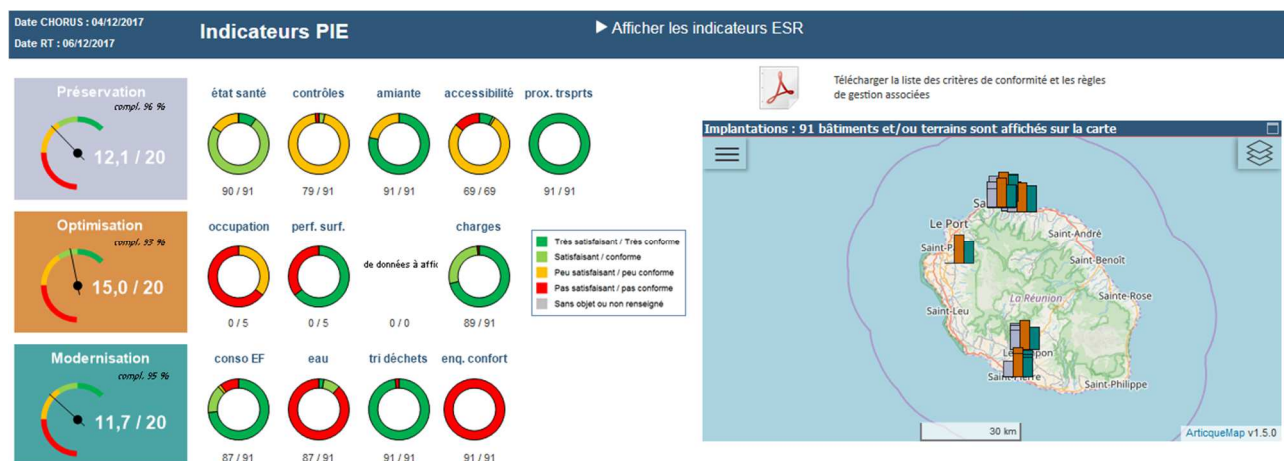 Date CHORUS : 04/12/2017
Date RT : 06/12/2017
Indicateurs PIE
Afficher les indicateurs ESR
Télécharger la liste des critères de conformité et les règles
de gestion associées
Préservation
compl. 96 %
12,1 / 20
état santé
contrôles
amiante
accessibilité
prox. trsprts
90 / 91
79 / 91
91 / 91
69 / 69
91 / 91
Optimisation
compl. 93 %
15,0 / 20
occupation
perf. surf.
de données à affic
charges
0 / 5
0 / 5
0 / 0
89 / 91
Très satisfaisant / Très conforme
Satisfaisant / conforme
Peu satisfaisant / peu conforme
Pas satisfaisant / pas conforme
Sans objet ou non renseigné
Modernisation
compl. 95 %
11,7 / 20
conso EF
eau
tri déchets
enq. confort
87 / 91
87 / 91
91 / 91
91 / 91
Implantations : 91 bâtiments et/ou terrains sont affichés sur la carte
Le Port
Saint-André
Saint-Benoît
La Réunion
Sainte-Rose
Saint-Leu
Saint-Philippe
30 km
ArticqueMap v1.5.0